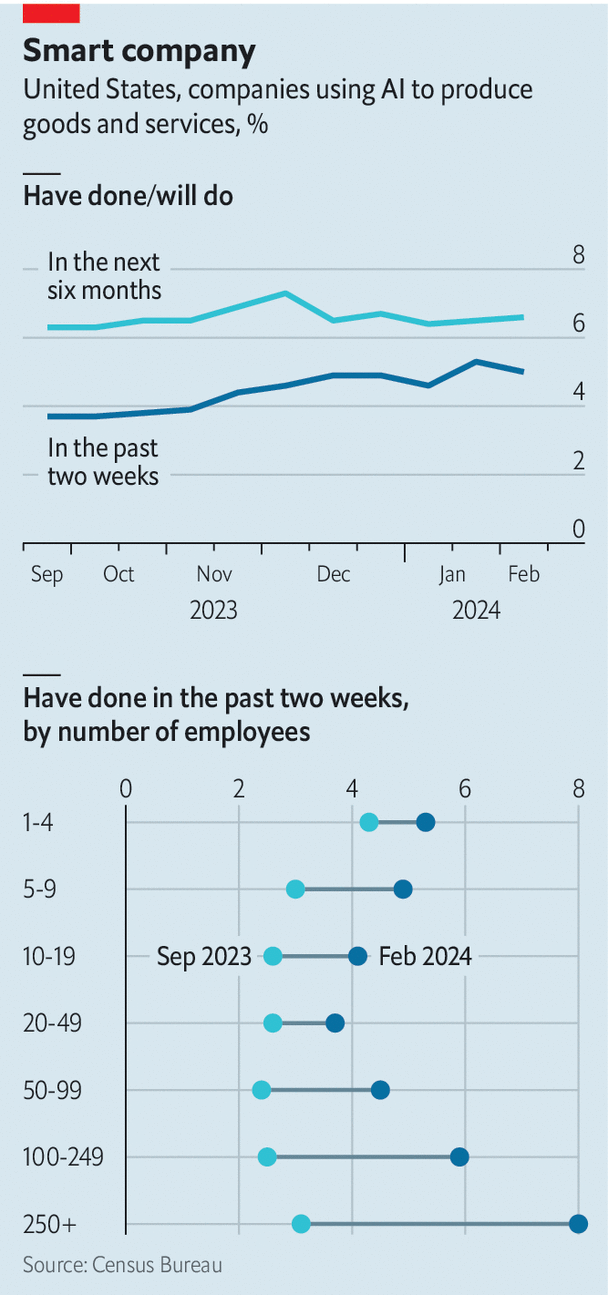 Smart company
United States, companies using AI to produce
goods and services, %
Have done/will do
In the next
six months
8
6
4
In the past
two weeks
2
0
Sep Oct Nov Dec Jan Feb
2023 2024
Have done in the past two weeks,
by number of employees
0 2 4 6 8
1-4
5-9
10-19 Sep 2023 Feb 2024
20-49
50-99
100-249
250+
Source: Census Bureau